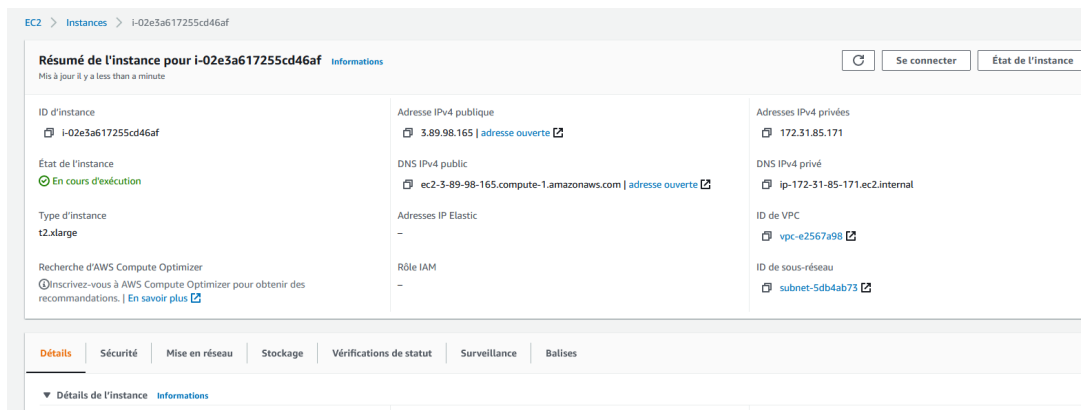 EC2 > Instances > i-02e3a617255cd46af
Résumé de l'instance pour i-02e3a617255cd46af Informations
Mis à jour il y a less than a minute
Se connecter
État de l'instance
ID d'instance
i-02e3a617255cd46af
Adresse IPv4 publique
3.89.98.165 | adresse ouverte
Adresses IPv4 privées
172.31.85.171
État de l'instance
En cours d'exécution
DNS IPv4 public
ec2-3-89-98-165.compute-1.amazonaws.com | adresse ouverte
DNS IPv4 privé
ip-172-31-85-171.ec2.internal
Type d'instance
t2.xlarge
Adresses IP Elastic
–
ID de VPC
vpc-e2567a98
Recherche d'AWS Compute Optimizer
Inscrivez-vous à AWS Compute Optimizer pour obtenir des
recommandations. | En savoir plus
Rôle IAM
–
ID de sous-réseau
subnet-5db4ab73
Détails
Sécurité
Mise en réseau
Stockage
Vérifications de statut
Surveillance
Balises
Détails de l'instance Informations